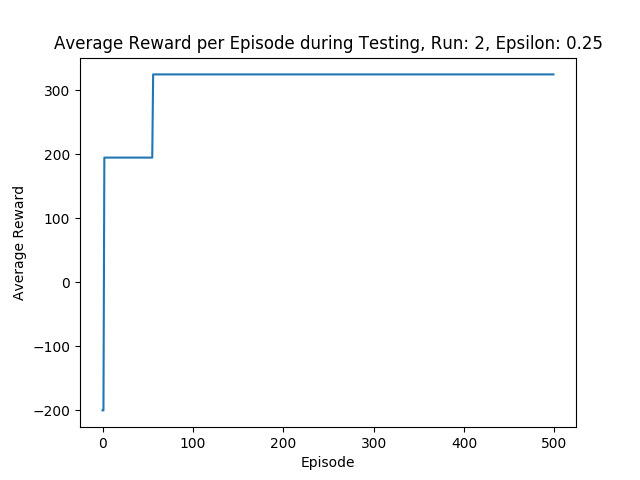 Average Reward per Episode during Testing, Run: 2, Epsilon: 0.25
300
200
100
0
−100
−200
Average Reward
0 100 200 300 400 500
Episode